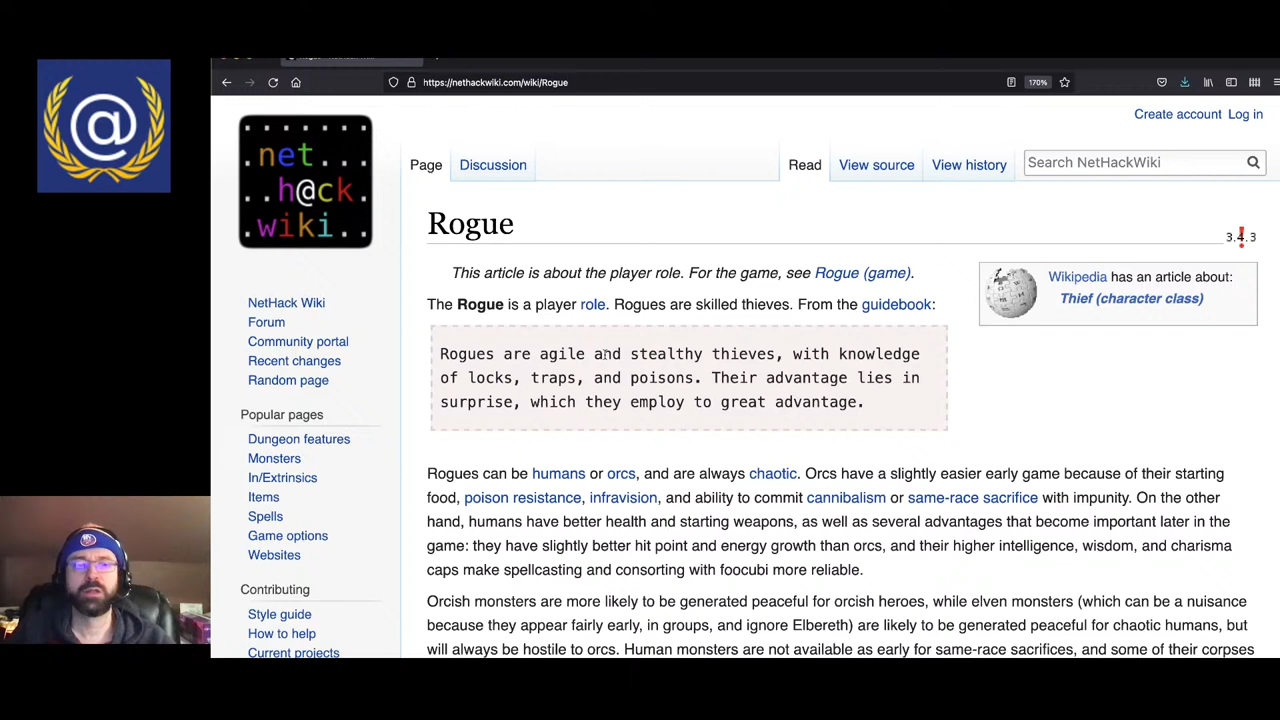 https://nethackwiki.com/wiki/Rogue
170%
Create account Log in
net
h@ck
wiki
@
Page Discussion Read View source View history Search NetHackWiki
Rogue
3.4.3
This article is about the player role. For the game, see Rogue (game).
Wikipedia has an article about:
Thief (character class)
The Rogue is a player role. Rogues are skilled thieves. From the guidebook:
Rogues are agile and stealthy thieves, with knowledge
of locks, traps, and poisons. Their advantage lies in
surprise, which they employ to great advantage.
NetHack Wiki
Forum
Community portal
Recent changes
Random page
Popular pages
Dungeon features
Monsters
In/Extrinsics
Items
Spells
Game options
Websites
Contributing
Style guide
How to help
Current projects
Rogues can be humans or orcs, and are always chaotic. Orcs have a slightly easier early game because of their starting
food, poison resistance, infravision, and ability to commit cannibalism or same-race sacrifice with impunity. On the other
hand, humans have better health and starting weapons, as well as several advantages that become important later in the
game: they have slightly better hit point and energy growth than orcs, and their higher intelligence, wisdom, and charisma
caps make spellcasting and consorting with foocubi more reliable.
Orcish monsters are more likely to be generated peaceful for orcish heroes, while elven monsters (which can be a nuisance
because they appear fairly early, in groups, and ignore Elbereth) are likely to be generated peaceful for chaotic humans, but
will always be hostile to orcs. Human monsters are not available as early for same-race sacrifices, and some of their corpses